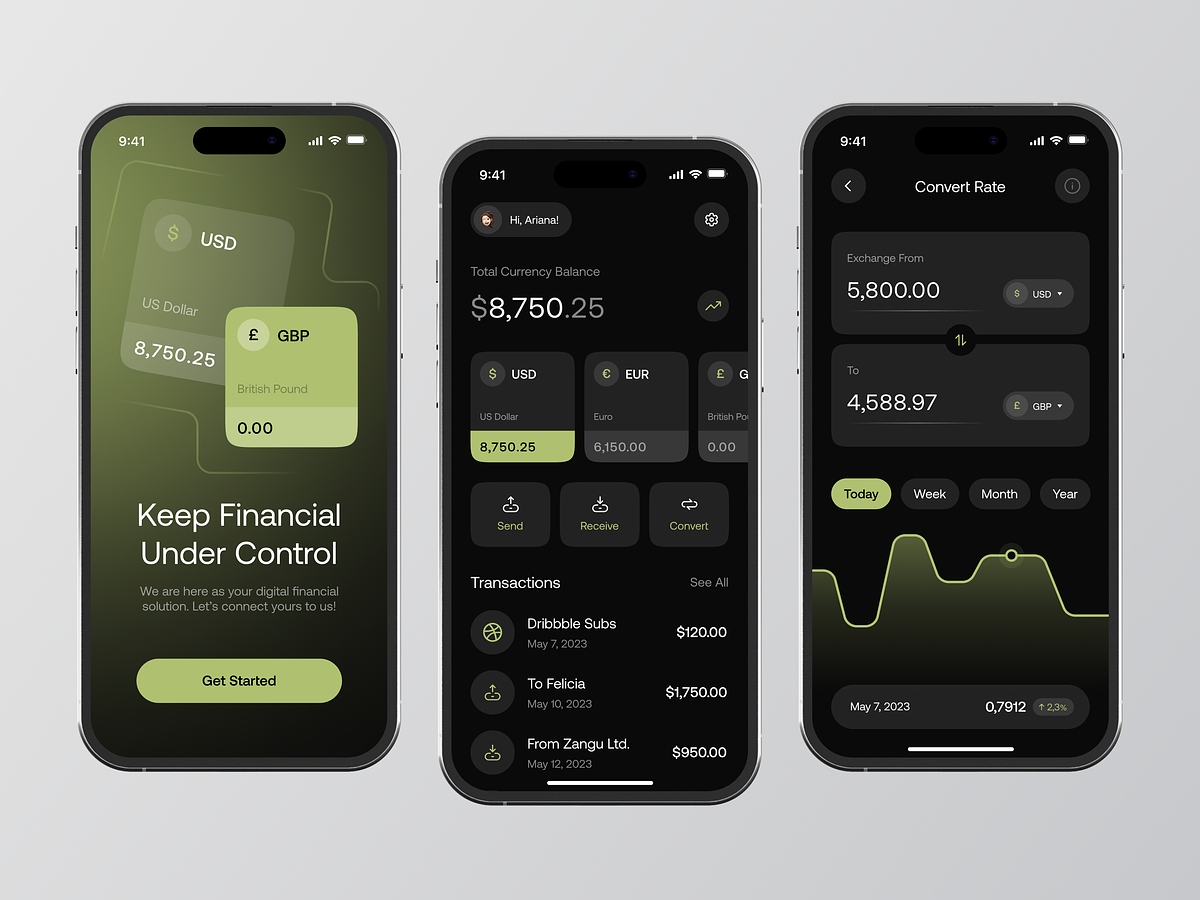 9:41
$ USD
US Dollar
8,750.25
£ GBP
British Pound
0.00
Keep Financial
Under Control
We are here as your digital financial
solution. Let's connect yours to us!
Get Started
9:41
Hi, Ariana!
Total Currency Balance
$8,750.25
$ USD
US Dollar
8,750.25
€ EUR
Euro
6,150.00
£ G
British Pou
0.00
Send
Receive
Convert
Transactions
See All
Dribbble Subs
$120.00
May 7, 2023
To Felicia
$1,750.00
May 10, 2023
From Zangu Ltd.
$950.00
May 12, 2023
9:41
Convert Rate
Exchange From
5,800.00
$ USD
To
4,588.97
£ GBP
Today
Week
Month
Year
May 7, 2023
0,7912
↑ 2,3%